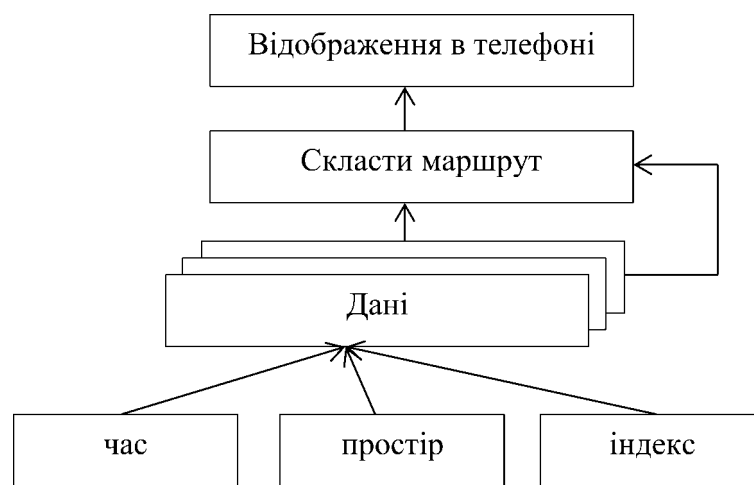 Відображення в телефоні
Скласти маршрут
Дані
час
простір
індекс